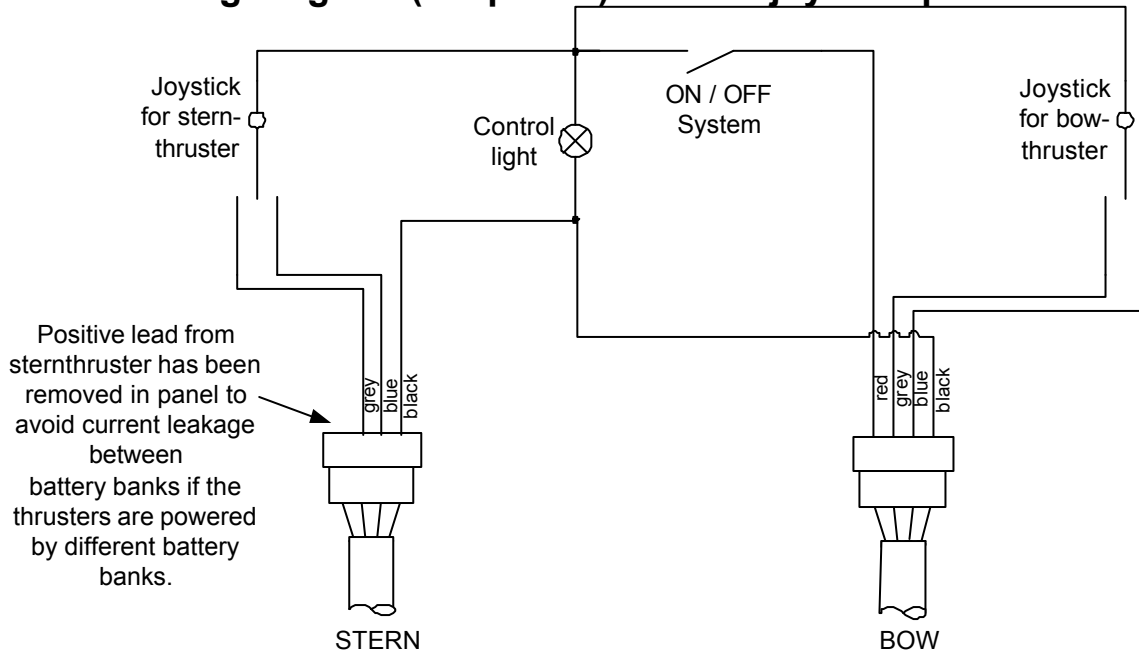 Joystick
for stern-
thruster
Control
light
ON / OFF
System
Joystick
for bow-
thruster
Positive lead from
sternthruster has been
removed in panel to
avoid current leakage
between
battery banks if the
thrusters are powered
by different battery
banks.
grey
blue
black
red
grey
blue
black
STERN
BOW